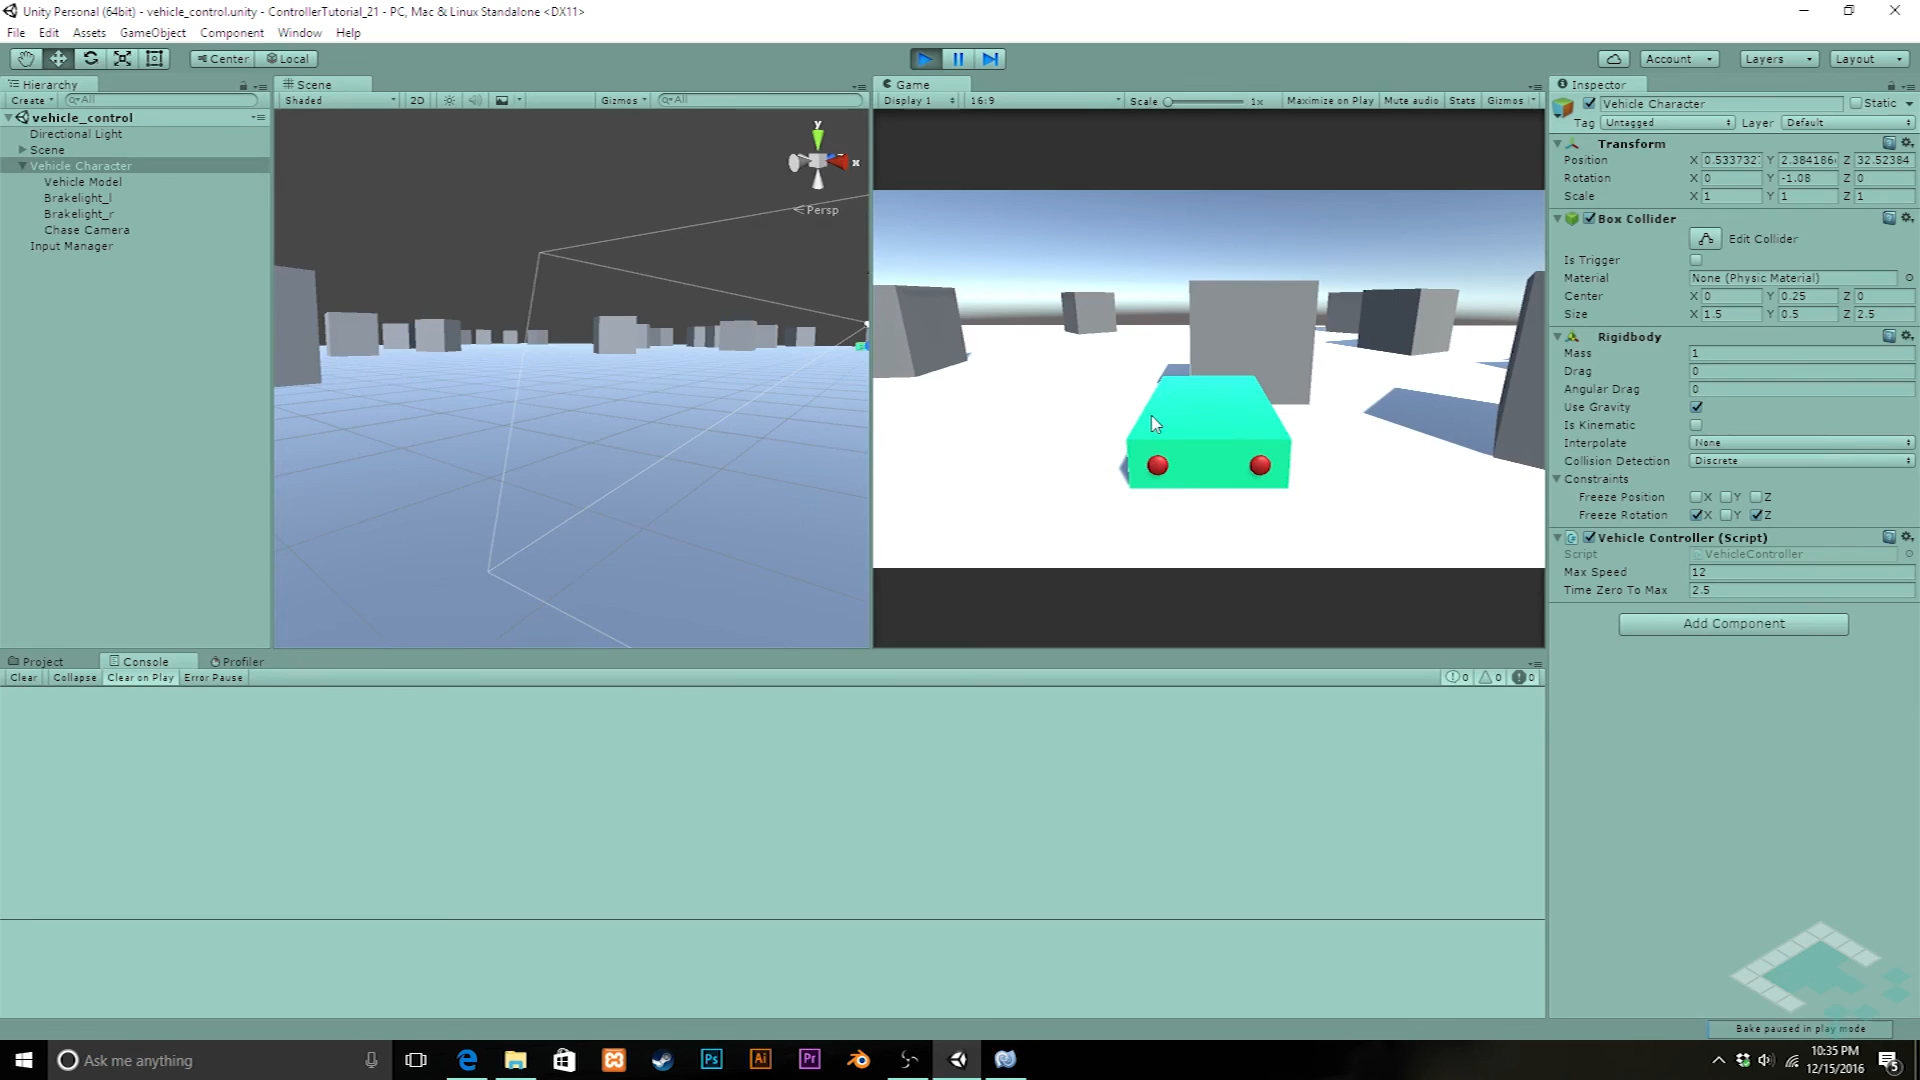 Unity Personal (64bit) - vehicle_control.unity - ControllerTutorial_21 - PC, Mac & Linux Standalone <DX11>
File Edit Assets GameObject Component Window Help
Center Local Account Layers Layout
Hierarchy
Create All
vehicle_control
Directional Light
Scene
Vehicle Character
Vehicle Model
Brakelight_l
Brakelight_r
Chase Camera
Input Manager
Scene
Shaded 2D Gizmos All
y
x
Persp
Game
Display 1 16:9 Scale 1x Maximize on Play Mute audio Stats Gizmos
Inspector
Vehicle Character Static
Tag Untagged Layer Default
Transform
Position X 0.533732 Y 2.384186 Z 32.52384
Rotation X 0 Y -1.08 Z 0
Scale X 1 Y 1 Z 1
Box Collider
Edit Collider
Is Trigger
Material None (Physic Material)
Center X 0 Y 0.25 Z 0
Size X 1.5 Y 0.5 Z 2.5
Rigidbody
Mass 1
Drag 0
Angular Drag 0
Use Gravity
Is Kinematic
Interpolate None
Collision Detection Discrete
Constraints
Freeze Position X Y Z
Freeze Rotation X Y Z
Vehicle Controller (Script)
Script VehicleController
Max Speed 12
Time Zero To Max 2.5
Add Component
Project Console Profiler
Clear Collapse Clear on Play Error Pause 0 0 0
Bake paused in play mode
Ask me anything
Ps Ai Pr
10:35 PM
12/15/2016
5